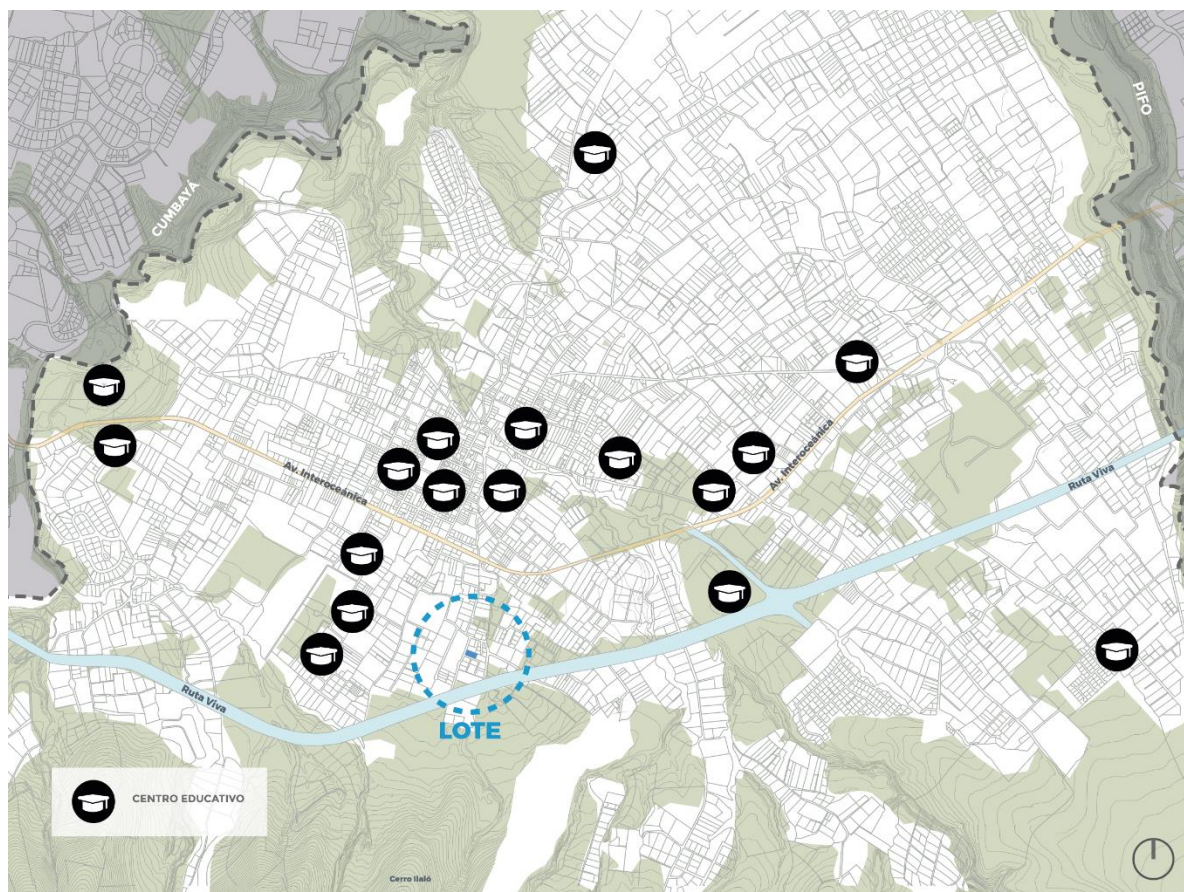 CUMBAYÁ
PIFO
Av. Interoceánica
Av. Interoceánica
Ruta Viva
Ruta Viva
LOTE
CENTRO EDUCATIVO
Cerro Ilaló